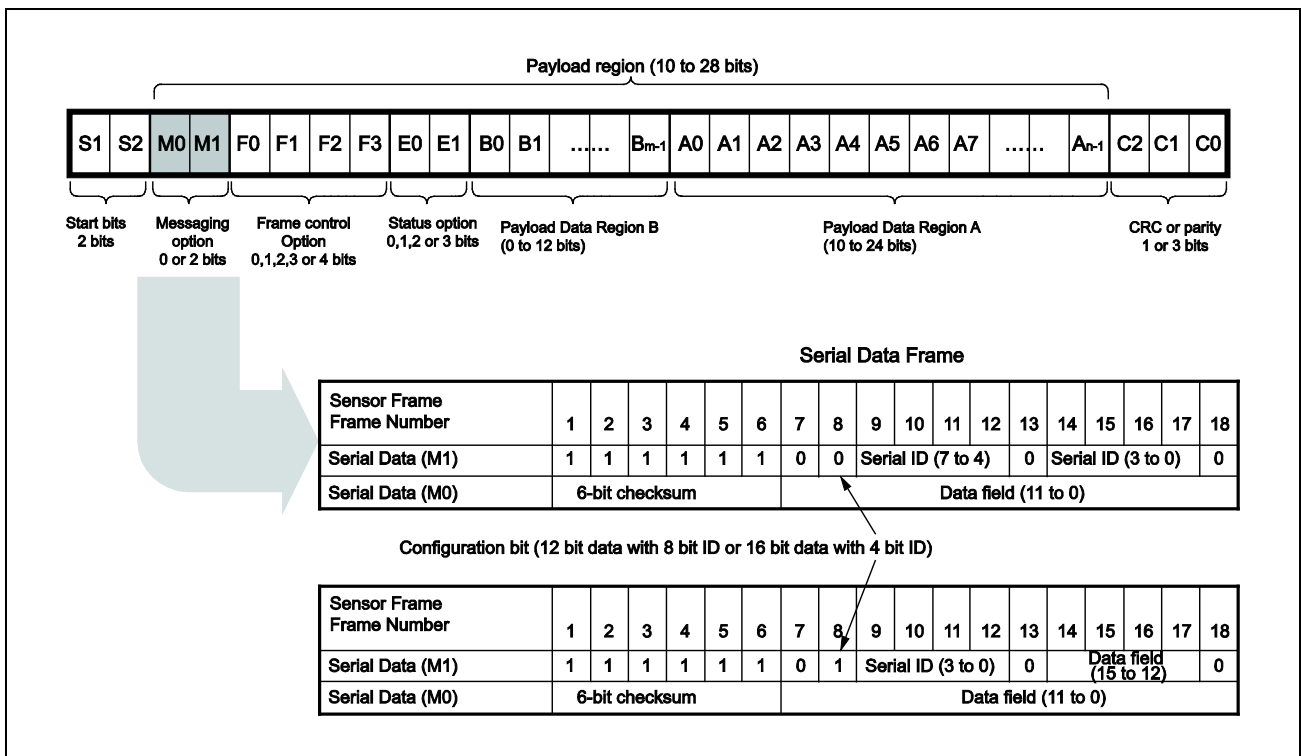 Payload region (10 to 28 bits)
S1 S2 M0 M1 F0 F1 F2 F3 E0 E1 B0 B1 ...... Bm-1 A0 A1 A2 A3 A4 A5 A6 A7 ...... An-1 C2 C1 C0
Start bits
2 bits
Messaging
option
0 or 2 bits
Frame control
Option
0,1,2,3 or 4 bits
Status option
0,1,2 or 3 bits
Payload Data Region B
(0 to 12 bits)
Payload Data Region A
(10 to 24 bits)
CRC or parity
1 or 3 bits
Serial Data Frame
Sensor Frame
Frame Number 1 2 3 4 5 6 7 8 9 10 11 12 13 14 15 16 17 18
Serial Data (M1) 1 1 1 1 1 1 0 0 Serial ID (7 to 4) 0 Serial ID (3 to 0) 0
Serial Data (M0) 6-bit checksum Data field (11 to 0)
Configuration bit (12 bit data with 8 bit ID or 16 bit data with 4 bit ID)
Sensor Frame
Frame Number 1 2 3 4 5 6 7 8 9 10 11 12 13 14 15 16 17 18
Serial Data (M1) 1 1 1 1 1 1 0 1 Serial ID (3 to 0) 0 Data field (15 to 12) 0
Serial Data (M0) 6-bit checksum Data field (11 to 0)